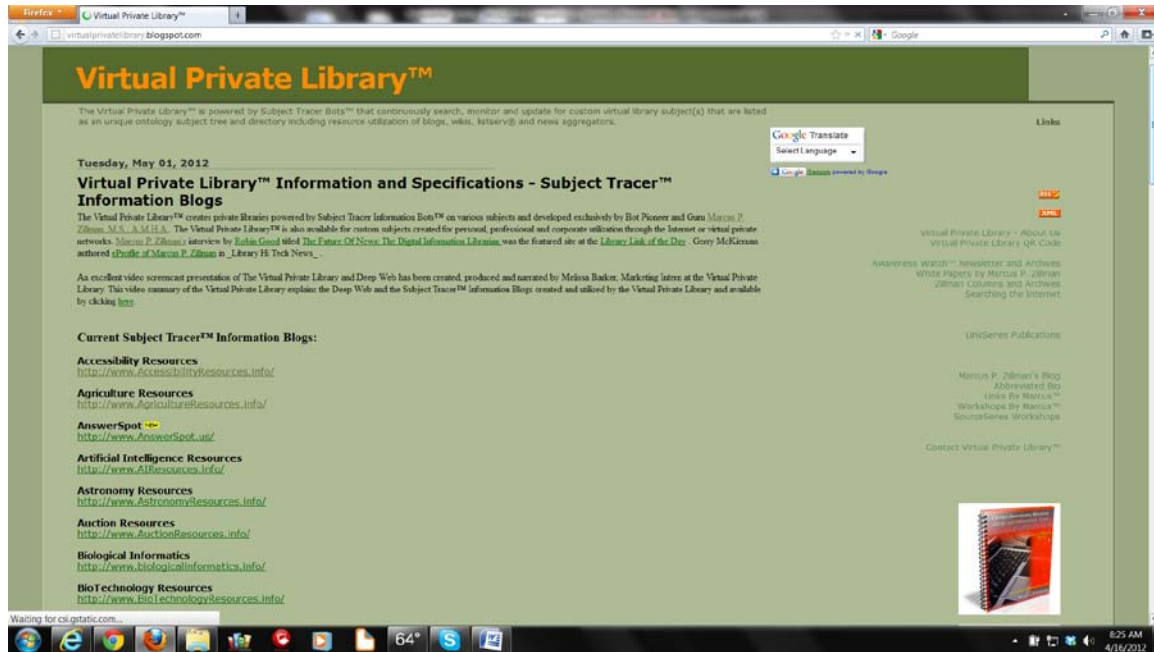 Firefox
Virtual Private Library™
virtualprivatelibrary.blogspot.com
Google
Virtual Private Library™
The Virtual Private Library™ is powered by Subject Tracer Bots™ that continuously search, monitor and update for custom virtual library subject(s) that are listed
as an unique ontology subject tree and directory including resource utilization of blogs, wikis, listserv® and news aggregators.
Links
Google Translate
Select Language
Google powered by Google
Tuesday, May 01, 2012
Virtual Private Library™ Information and Specifications - Subject Tracer™
Information Blogs
The Virtual Private Library™ creates private libraries powered by Subject Tracer Information Bots™ on various subjects and developed exclusively by Bot Pioneer and Guru Marcus P.
Zillman, M.S., A.M.H.A.. The Virtual Private Library™ is also available for custom subjects created for personal, professional and corporate utilization through the Internet or virtual private
networks. Marcus P. Zillman's interview by Robin Good titled The Future Of News: The Digital Information Librarian was the featured site at the Library Link of the Day . Gerry McKiernan
authored eProfile of Marcus P. Zillman in _Library Hi Tech News_ .
An excellent video screencast presentation of The Virtual Private Library and Deep Web has been created, produced and narrated by Melissa Barker, Marketing Intern at the Virtual Private
Library. This video summary of the Virtual Private Library explains the Deep Web and the Subject Tracer™ Information Blogs created and utilized by the Virtual Private Library and available
by clicking here.
RSS
XML
Virtual Private Library - About Us
Virtual Private Library QR Code
Awareness Watch™ Newsletter and Archives
White Papers by Marcus P. Zillman
Zillman Columns and Archives
Searching the Internet
LinkSeries Publications
Marcus P. Zillman's Blog
Abbreviated Bio
Links By Marcus™
Workshops By Marcus™
SourceSeries Workshops
Contact Virtual Private Library™
Current Subject Tracer™ Information Blogs:
Accessibility Resources
http://www.AccessibilityResources.info/
Agriculture Resources
http://www.AgricultureResources.info/
AnswerSpot NEW
http://www.AnswerSpot.us/
Artificial Intelligence Resources
http://www.AIResources.info/
Astronomy Resources
http://www.AstronomyResources.info/
Auction Resources
http://www.AuctionResources.info/
Biological Informatics
http://www.biologicalinformatics.info/
BioTechnology Resources
http://www.BioTechnologyResources.info/
Waiting for csi.gstatic.com...
64°
8:25 AM
4/16/2012